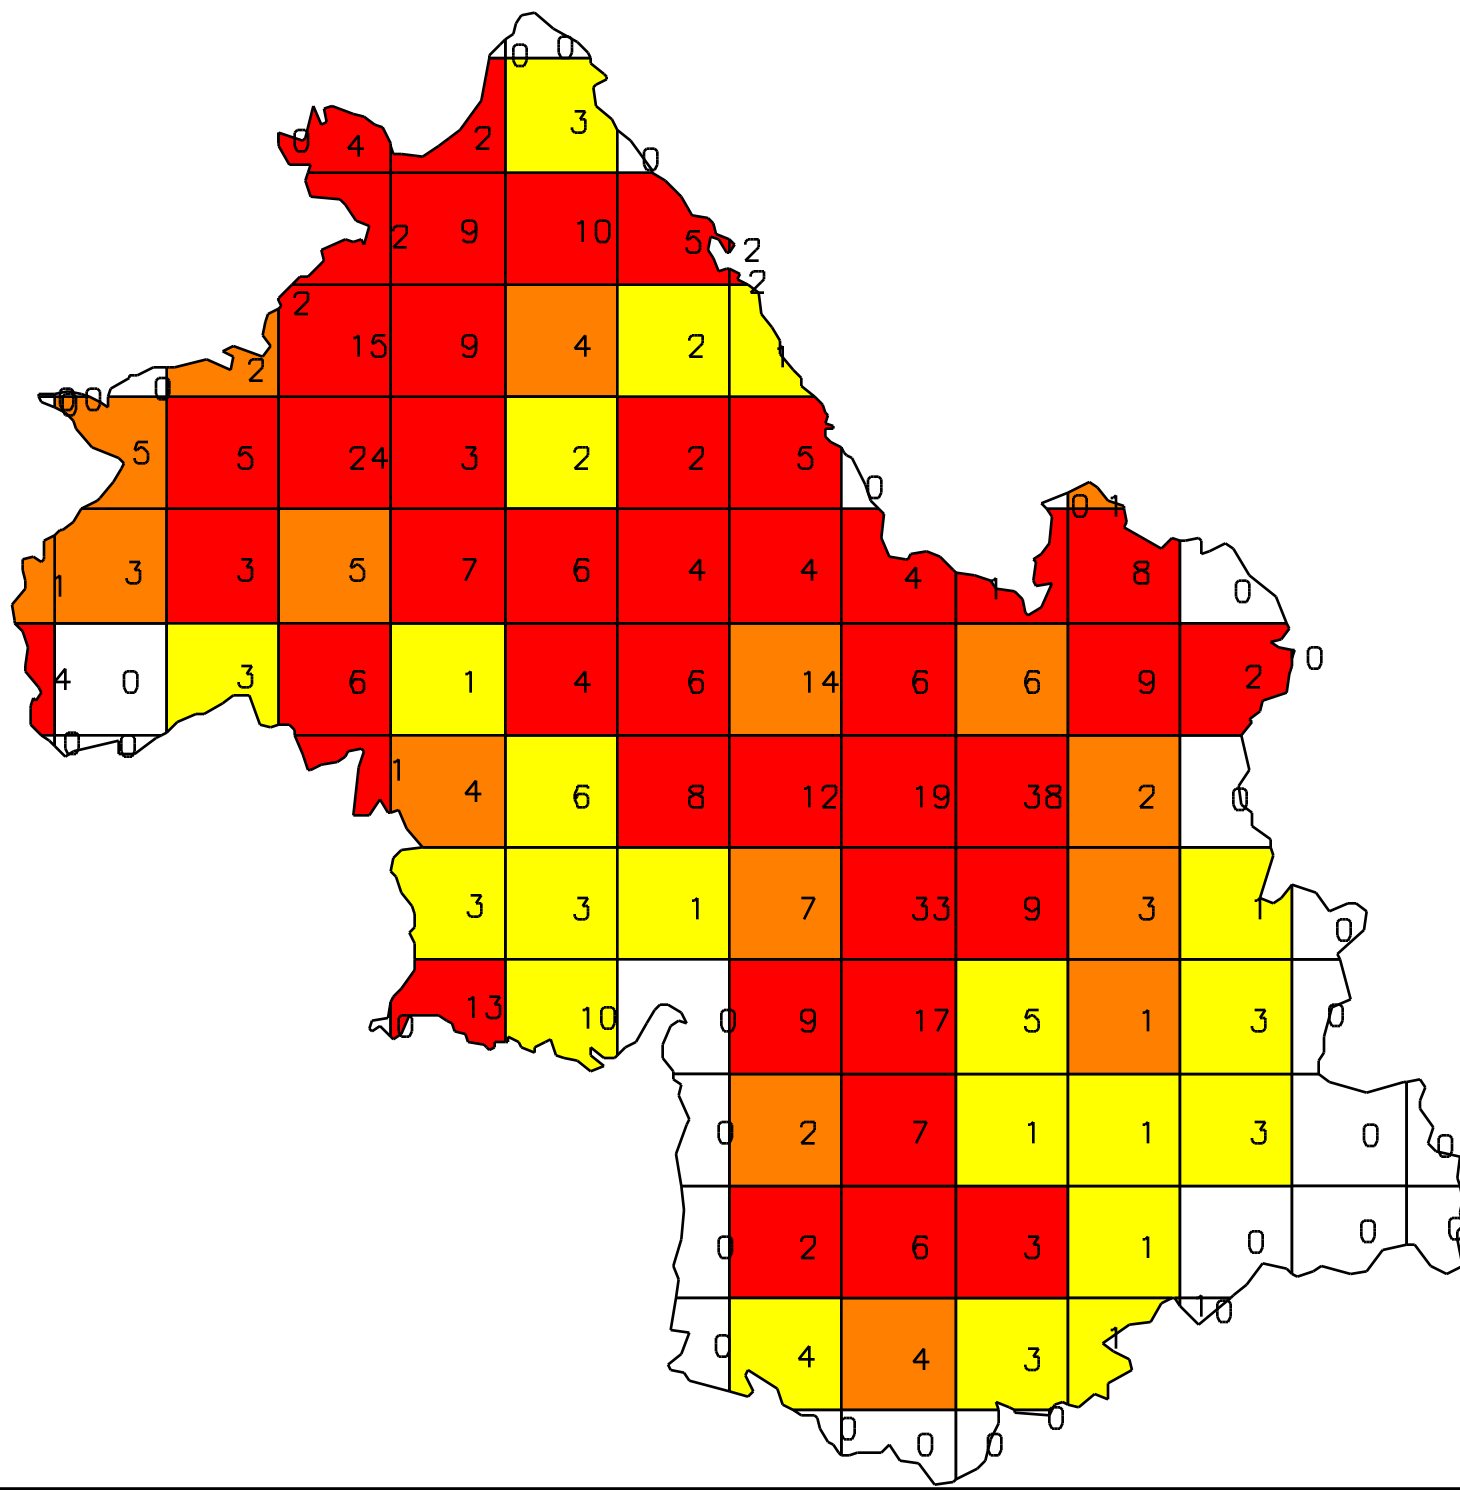 0 0
0 4 2 3 0
2 9 10 5 2
2
2 15 9 4 2 1
2
0 0 0 0
5 5 24 3 2 2 5 0
0 1
1 3 3 5 7 6 4 4 4 1 8 0
4 0 3 6 1 4 6 14 6 6 9 2 0
0 0
1 4 6 8 12 19 38 2 0
3 3 1 7 33 9 3 1 0
0 13 10 0 9 17 5 1 3 0
0 2 7 1 1 3 0 0
0 2 6 3 1 0 0 0
0 4 4 3 1 1 0
0 0 0 0